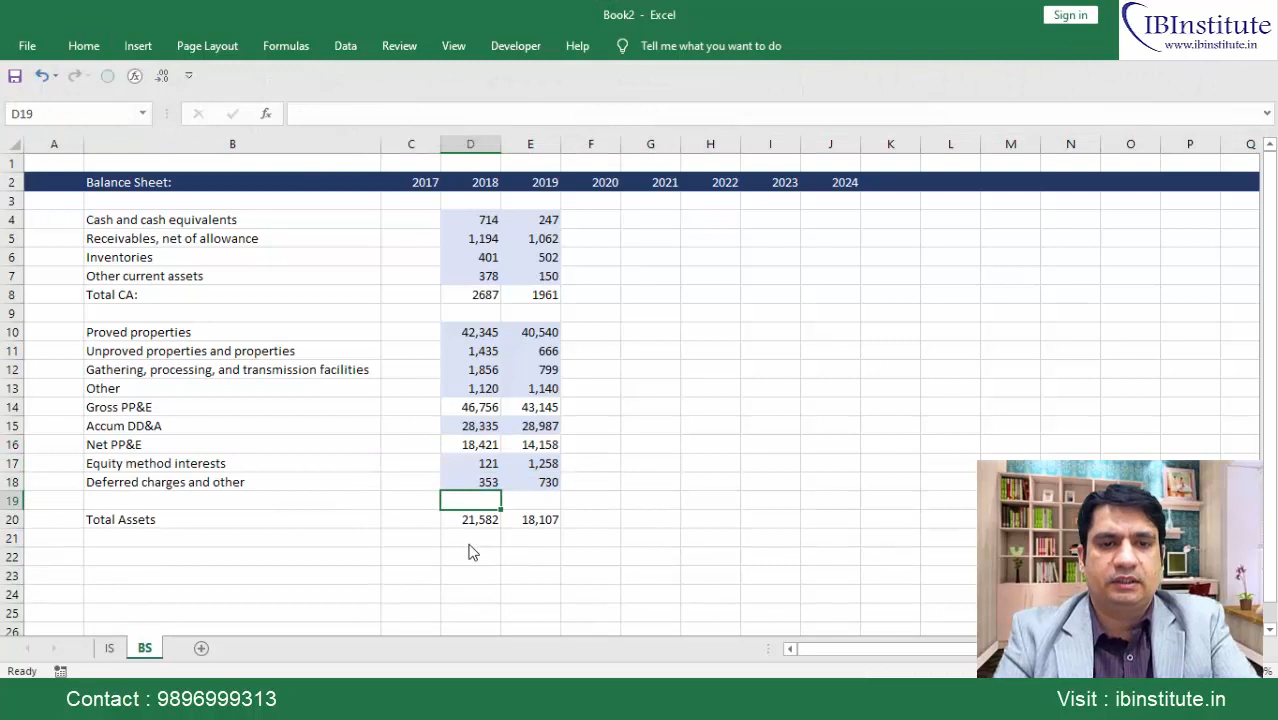 Book2 - Excel
Sign in
IBInstitute
www.ibinstitute.in
File Home Insert Page Layout Formulas Data Review View Developer Help Tell me what you want to do
D19
A B C D E F G H I J K L M N O P Q
1
2 Balance Sheet: 2017 2018 2019 2020 2021 2022 2023 2024
3
4 Cash and cash equivalents 714 247
5 Receivables, net of allowance 1,194 1,062
6 Inventories 401 502
7 Other current assets 378 150
8 Total CA: 2687 1961
9
10 Proved properties 42,345 40,540
11 Unproved properties and properties 1,435 666
12 Gathering, processing, and transmission facilities 1,856 799
13 Other 1,120 1,140
14 Gross PP&E 46,756 43,145
15 Accum DD&A 28,335 28,987
16 Net PP&E 18,421 14,158
17 Equity method interests 121 1,258
18 Deferred charges and other 353 730
19
20 Total Assets 21,582 18,107
21
22
23
24
25
26
IS BS
Ready
Contact : 9896999313
Visit : ibinstitute.in